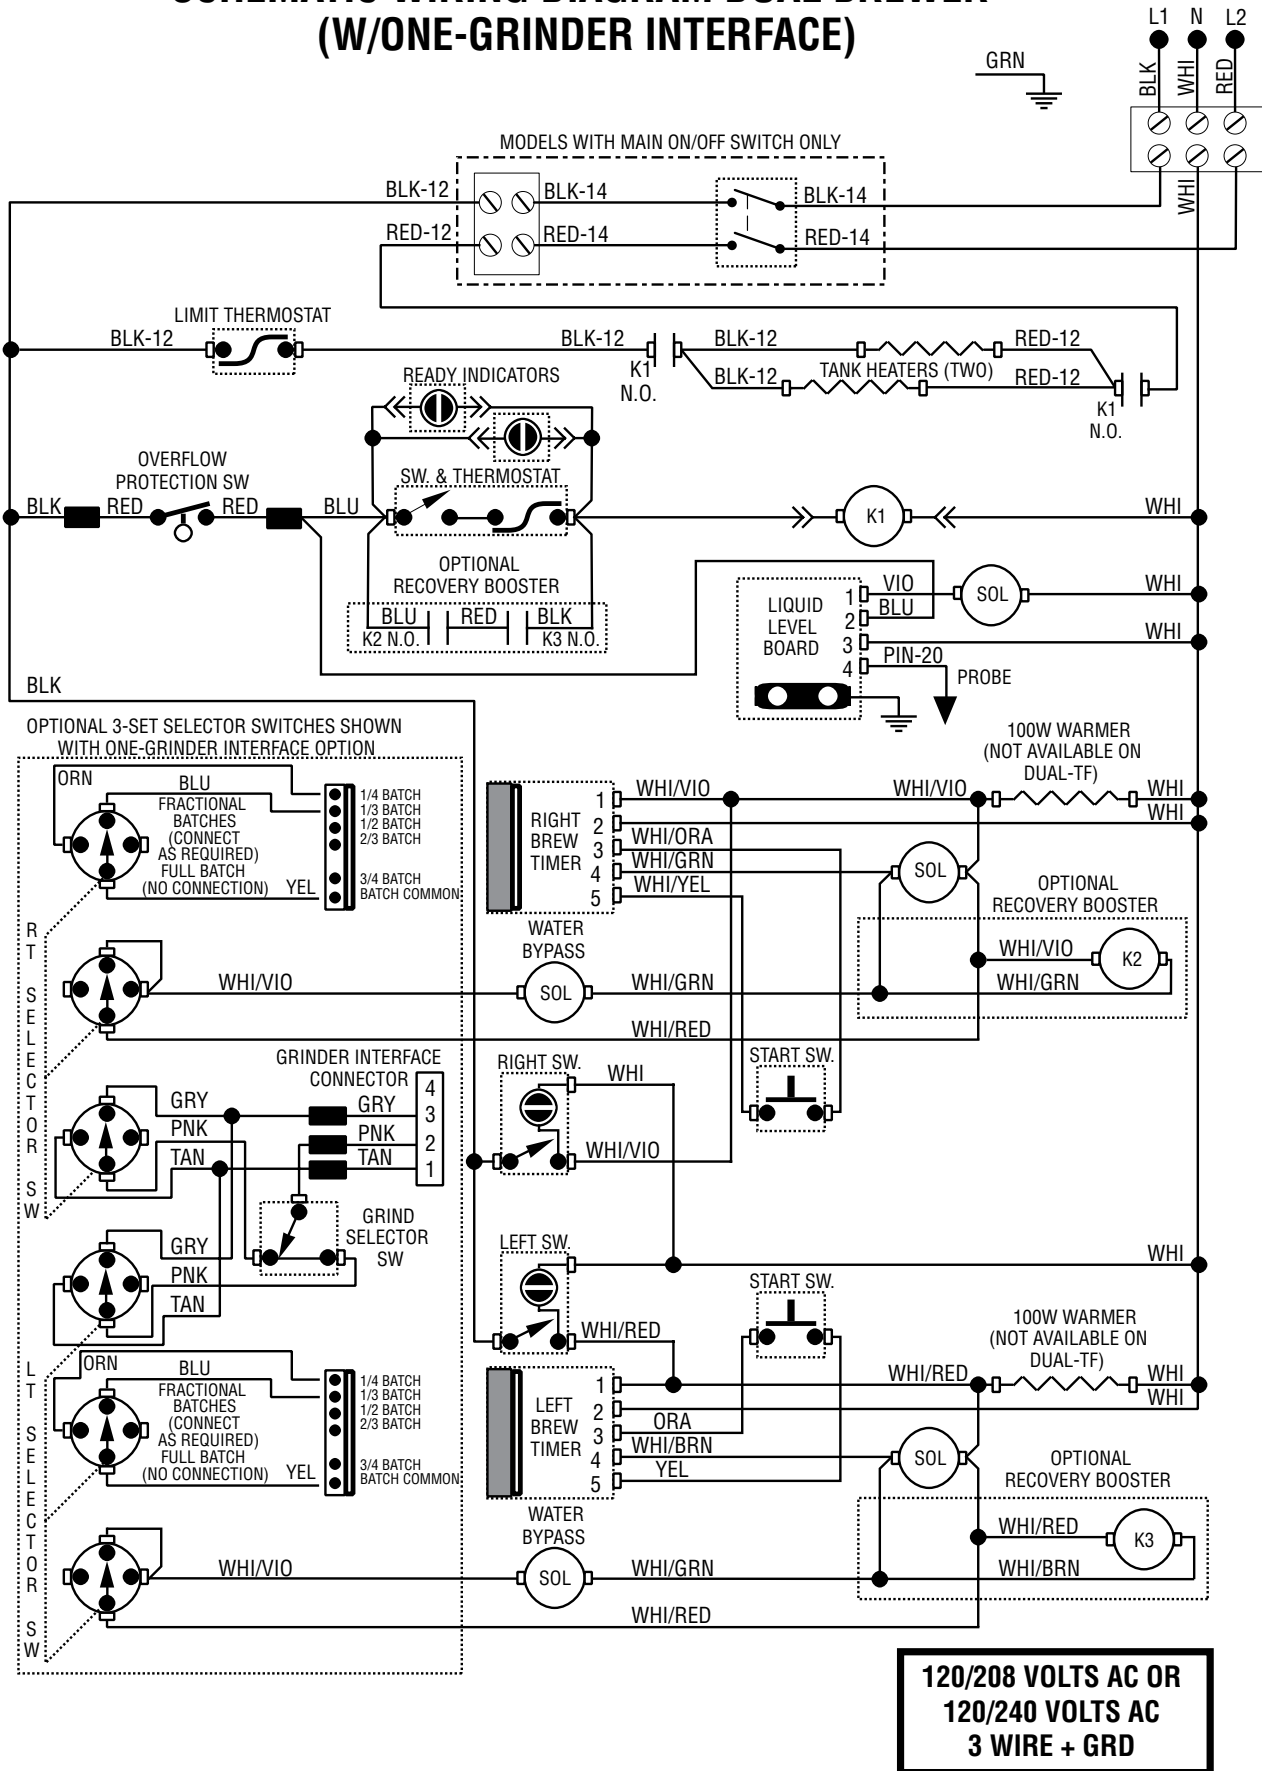 (W/ONE-GRINDER INTERFACE)
L1 N L2
GRN
BLK WHI RED
MODELS WITH MAIN ON/OFF SWITCH ONLY
BLK-12 BLK-14 BLK-14
WHI
RED-12 RED-14 RED-14
LIMIT THERMOSTAT
BLK-12 BLK-12 BLK-12 RED-12
K1
N.O.
BLK-12 TANK HEATERS (TWO) RED-12
K1
N.O.
READY INDICATORS
OVERFLOW
PROTECTION SW
SW. & THERMOSTAT
BLK RED RED BLU K1 WHI
OPTIONAL
RECOVERY BOOSTER
BLU RED BLK
K2 N.O. K3 N.O.
LIQUID
LEVEL
BOARD
1 VIO SOL WHI
2 BLU
3 WHI
4 PIN-20
PROBE
BLK
OPTIONAL 3-SET SELECTOR SWITCHES SHOWN
WITH ONE-GRINDER INTERFACE OPTION
ORN BLU
FRACTIONAL
BATCHES
(CONNECT
AS REQUIRED)
FULL BATCH
(NO CONNECTION) YEL
1/4 BATCH
1/3 BATCH
1/2 BATCH
2/3 BATCH
3/4 BATCH
BATCH COMMON
100W WARMER
(NOT AVAILABLE ON
DUAL-TF)
RIGHT
BREW
TIMER
1 WHI/VIO WHI/VIO WHI
2 WHI
3 WHI/ORA
4 WHI/GRN SOL
5 WHI/YEL
OPTIONAL
RECOVERY BOOSTER
WHI/VIO K2
WHI/GRN
RT SELECTOR SW
WATER
BYPASS
WHI/VIO SOL WHI/GRN
WHI/RED
GRINDER INTERFACE
CONNECTOR
4
GRY GRY 3
PNK PNK 2
TAN TAN 1
RIGHT SW. WHI
WHI/VIO
START SW.
GRIND
SELECTOR
SW
GRY
PNK
TAN
LEFT SW. WHI
WHI/RED
START SW.
100W WARMER
(NOT AVAILABLE ON
DUAL-TF)
LT SELECTOR SW
ORN BLU
FRACTIONAL
BATCHES
(CONNECT
AS REQUIRED)
FULL BATCH
(NO CONNECTION) YEL
1/4 BATCH
1/3 BATCH
1/2 BATCH
2/3 BATCH
3/4 BATCH
BATCH COMMON
LEFT
BREW
TIMER
1 WHI/RED WHI
2 WHI
3 ORA
4 WHI/BRN SOL
5 YEL
OPTIONAL
RECOVERY BOOSTER
WHI/RED K3
WHI/BRN
WATER
BYPASS
WHI/VIO SOL WHI/GRN
WHI/RED
120/208 VOLTS AC OR
120/240 VOLTS AC
3 WIRE + GRD